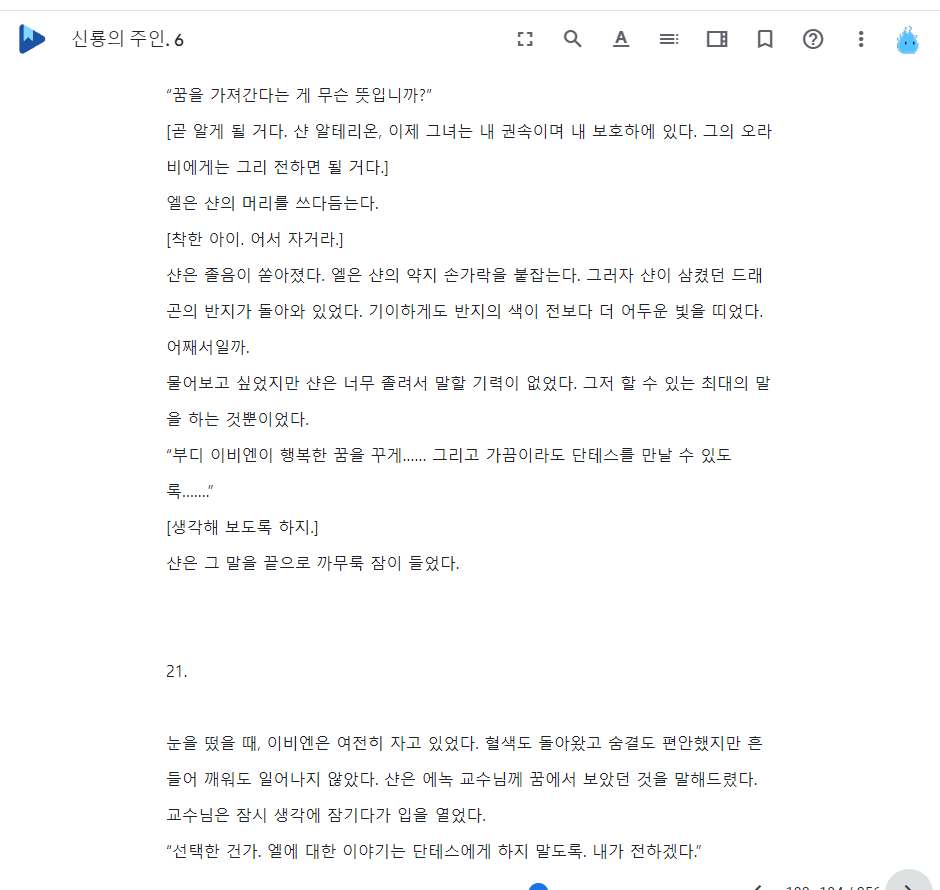 신룡의 주인. 6
“꿈을 가져간다는 게 무슨 뜻입니까?”
[곧 알게 될 거다. 샨 알테리온, 이제 그녀는 내 권속이며 내 보호하에 있다. 그의 오라
비에게는 그리 전하면 될 거다.]
엘은 샨의 머리를 쓰다듬는다.
[착한 아이. 어서 자거라.]
샨은 졸음이 쏟아졌다. 엘은 샨의 약지 손가락을 붙잡는다. 그러자 샨이 삼켰던 드래
곤의 반지가 돌아와 있었다. 기이하게도 반지의 색이 전보다 더 어두운 빛을 띠었다.
어째서일까.
물어보고 싶었지만 샨은 너무 졸려서 말할 기력이 없었다. 그저 할 수 있는 최대의 말
을 하는 것뿐이었다.
“부디 이비엔이 행복한 꿈을 꾸게...... 그리고 가끔이라도 단테스를 만날 수 있도
록.......”
[생각해 보도록 하지.]
샨은 그 말을 끝으로 까무룩 잠이 들었다.
21.
눈을 떴을 때, 이비엔은 여전히 자고 있었다. 혈색도 돌아왔고 숨결도 편안했지만 흔
들어 깨워도 일어나지 않았다. 샨은 에녹 교수님께 꿈에서 보았던 것을 말해드렸다.
교수님은 잠시 생각에 잠기다가 입을 열었다.
“선택한 건가. 엘에 대한 이야기는 단테스에게 하지 말도록. 내가 전하겠다.”